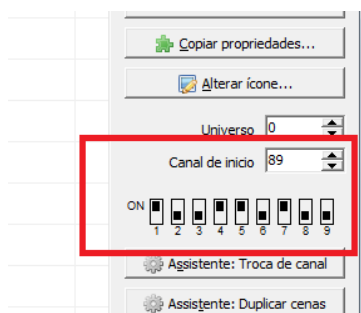 Copiar propriedades...
Alterar ícone...
Universo 0
Canal de inicio 89
ON
1 2 3 4 5 6 7 8 9
Assistente: Troca de canal
Assistente: Duplicar cenas